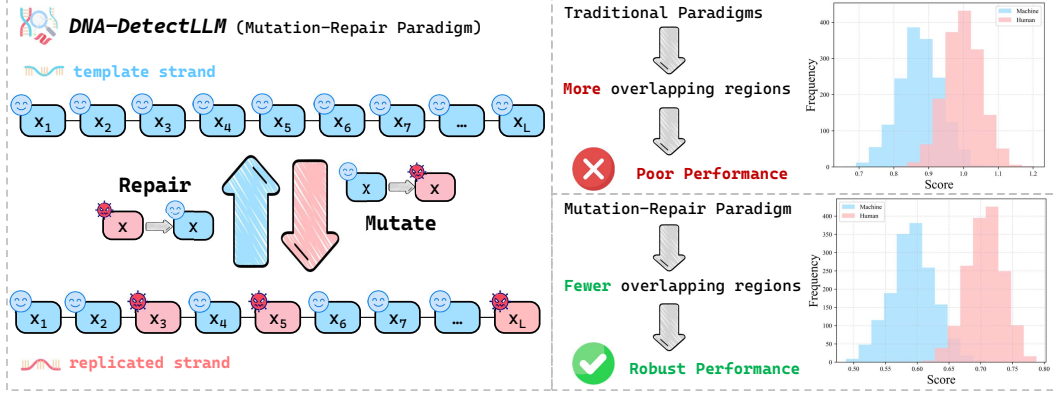 DNA-DetectLLM (Mutation-Repair Paradigm)
template strand
x1 x2 x3 x4 x5 x6 x7 … xL
Repair
x x
x x
Mutate
x1 x2 x3 x4 x5 x6 x7 … xL
replicated strand
Traditional Paradigms
More overlapping regions
Poor Performance
Frequency
400
300
200
100
0
Machine
Human
0.7 0.8 0.9 1.0 1.1 1.2
Score
Mutation-Repair Paradigm
Fewer overlapping regions
Robust Performance
Frequency
400
350
300
250
200
150
100
50
0
Machine
Human
0.50 0.55 0.60 0.65 0.70 0.75 0.80
Score